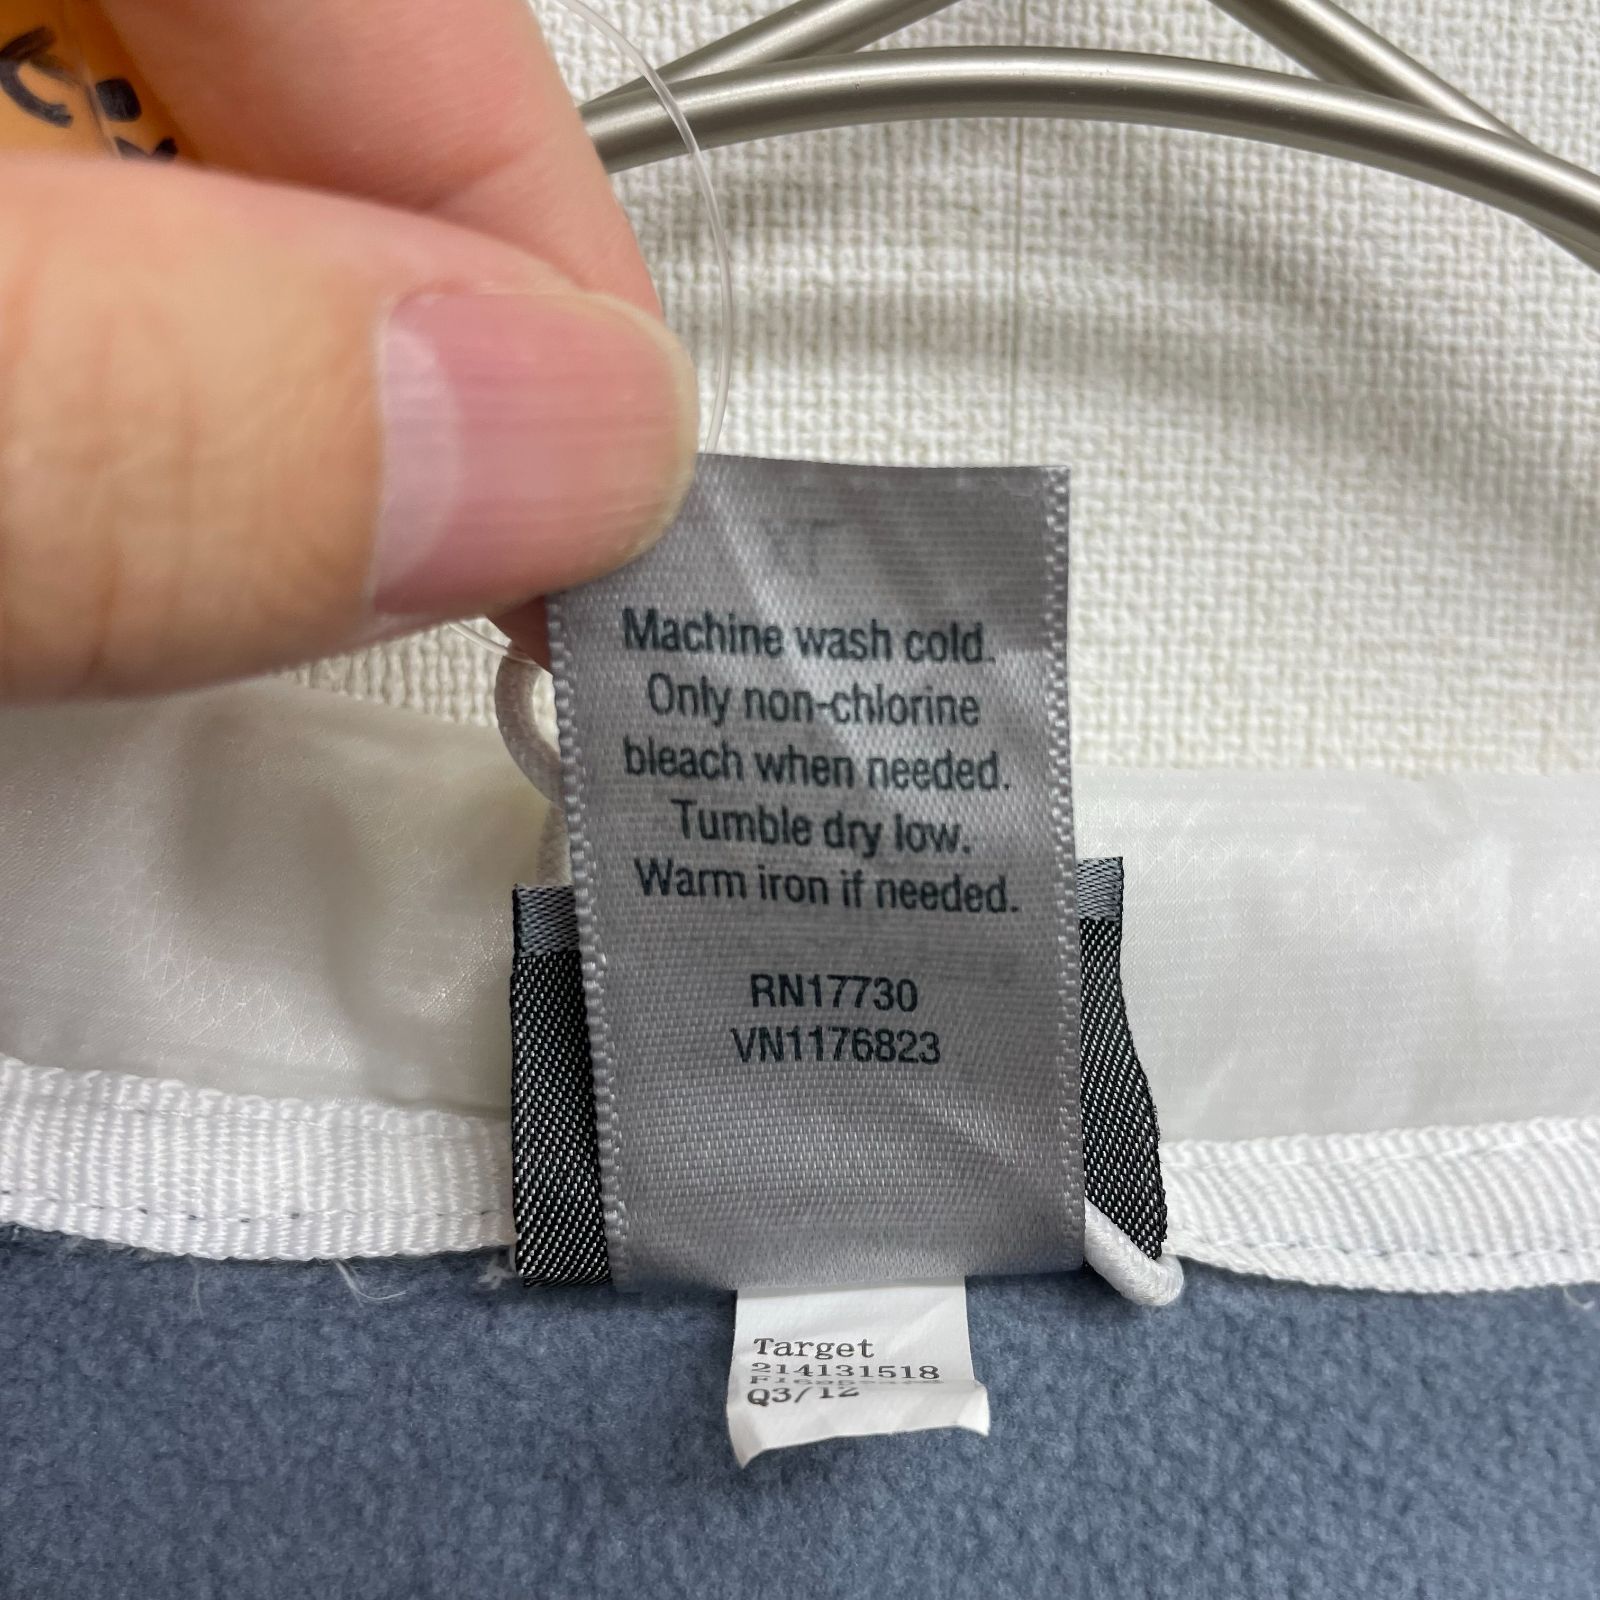 Machine wash cold.
Only non-chlorine
bleach when needed.
Tumble dry low.
Warm iron if needed.
RN17730
VN1176823
Target
214131518
Q3/12